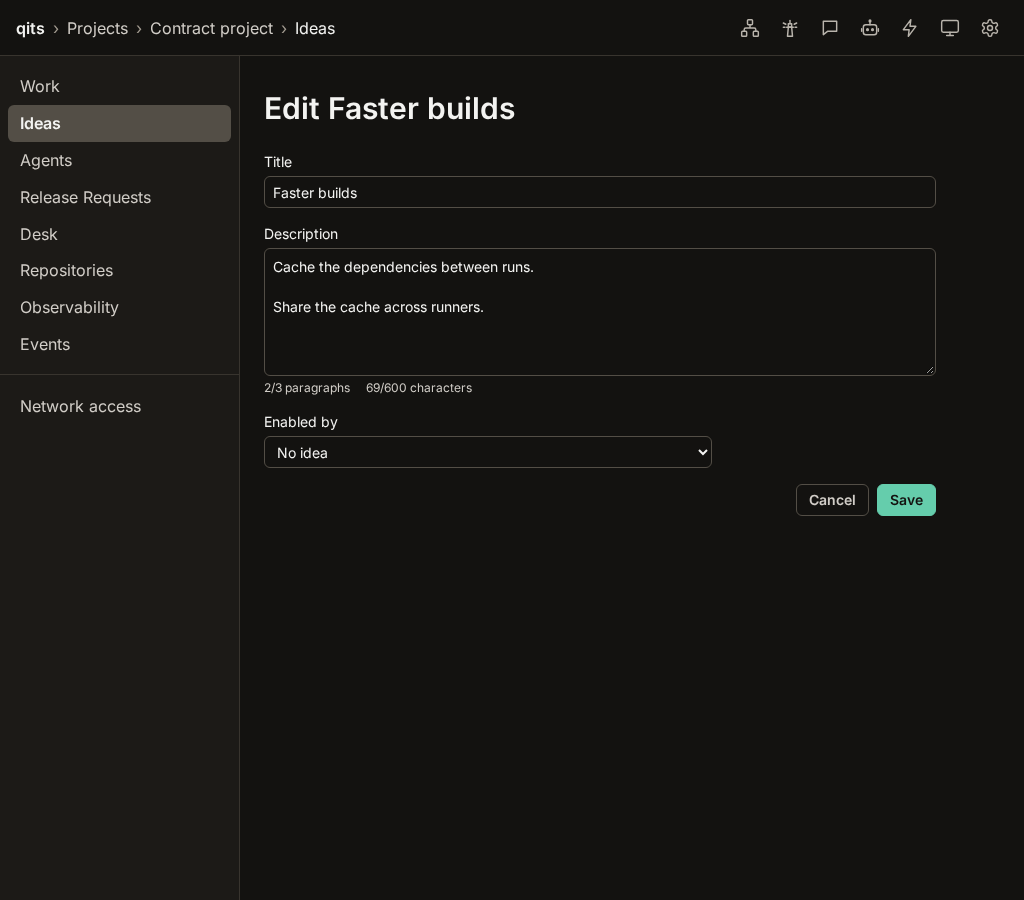 qits › Projects › Contract project › Ideas
Work
Ideas
Agents
Release Requests
Desk
Repositories
Observability
Events
Network access
Edit Faster builds
Title
Faster builds
Description
Cache the dependencies between runs.
Share the cache across runners.
2/3 paragraphs 69/600 characters
Enabled by
No idea
Cancel Save